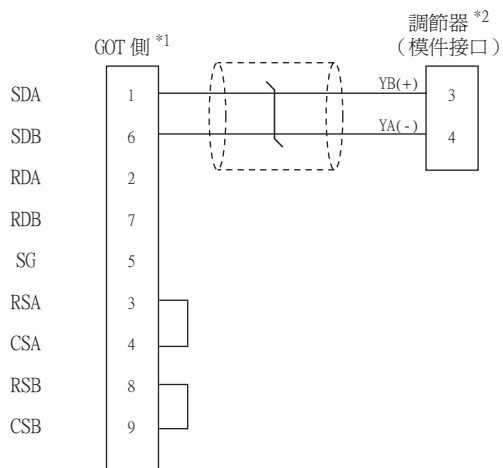 調節器 *2
GOT 側 *1
（模件接口）
SDA 1 YB(+) 3
SDB 6 YA(-) 4
RDA 2
RDB 7
SG 5
RSA 3
CSA 4
RSB 8
CSB 9